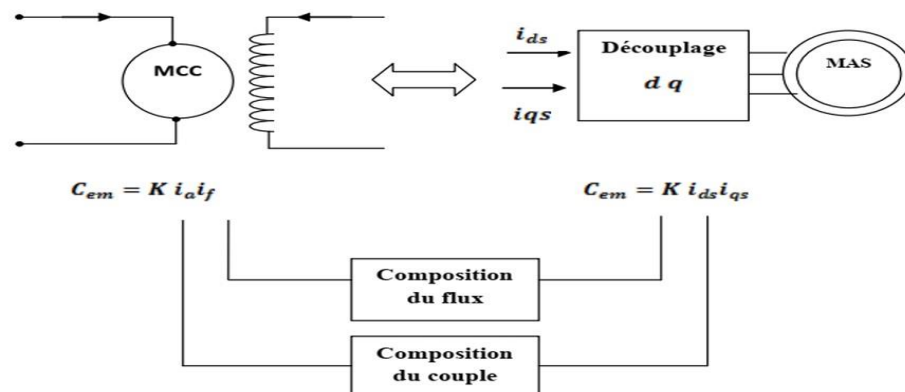 MCC
i_ds
iqs
Découplage
d q
MAS
C_em = K i_a i_f
C_em = K i_ds i_qs
Composition
du flux
Composition
du couple